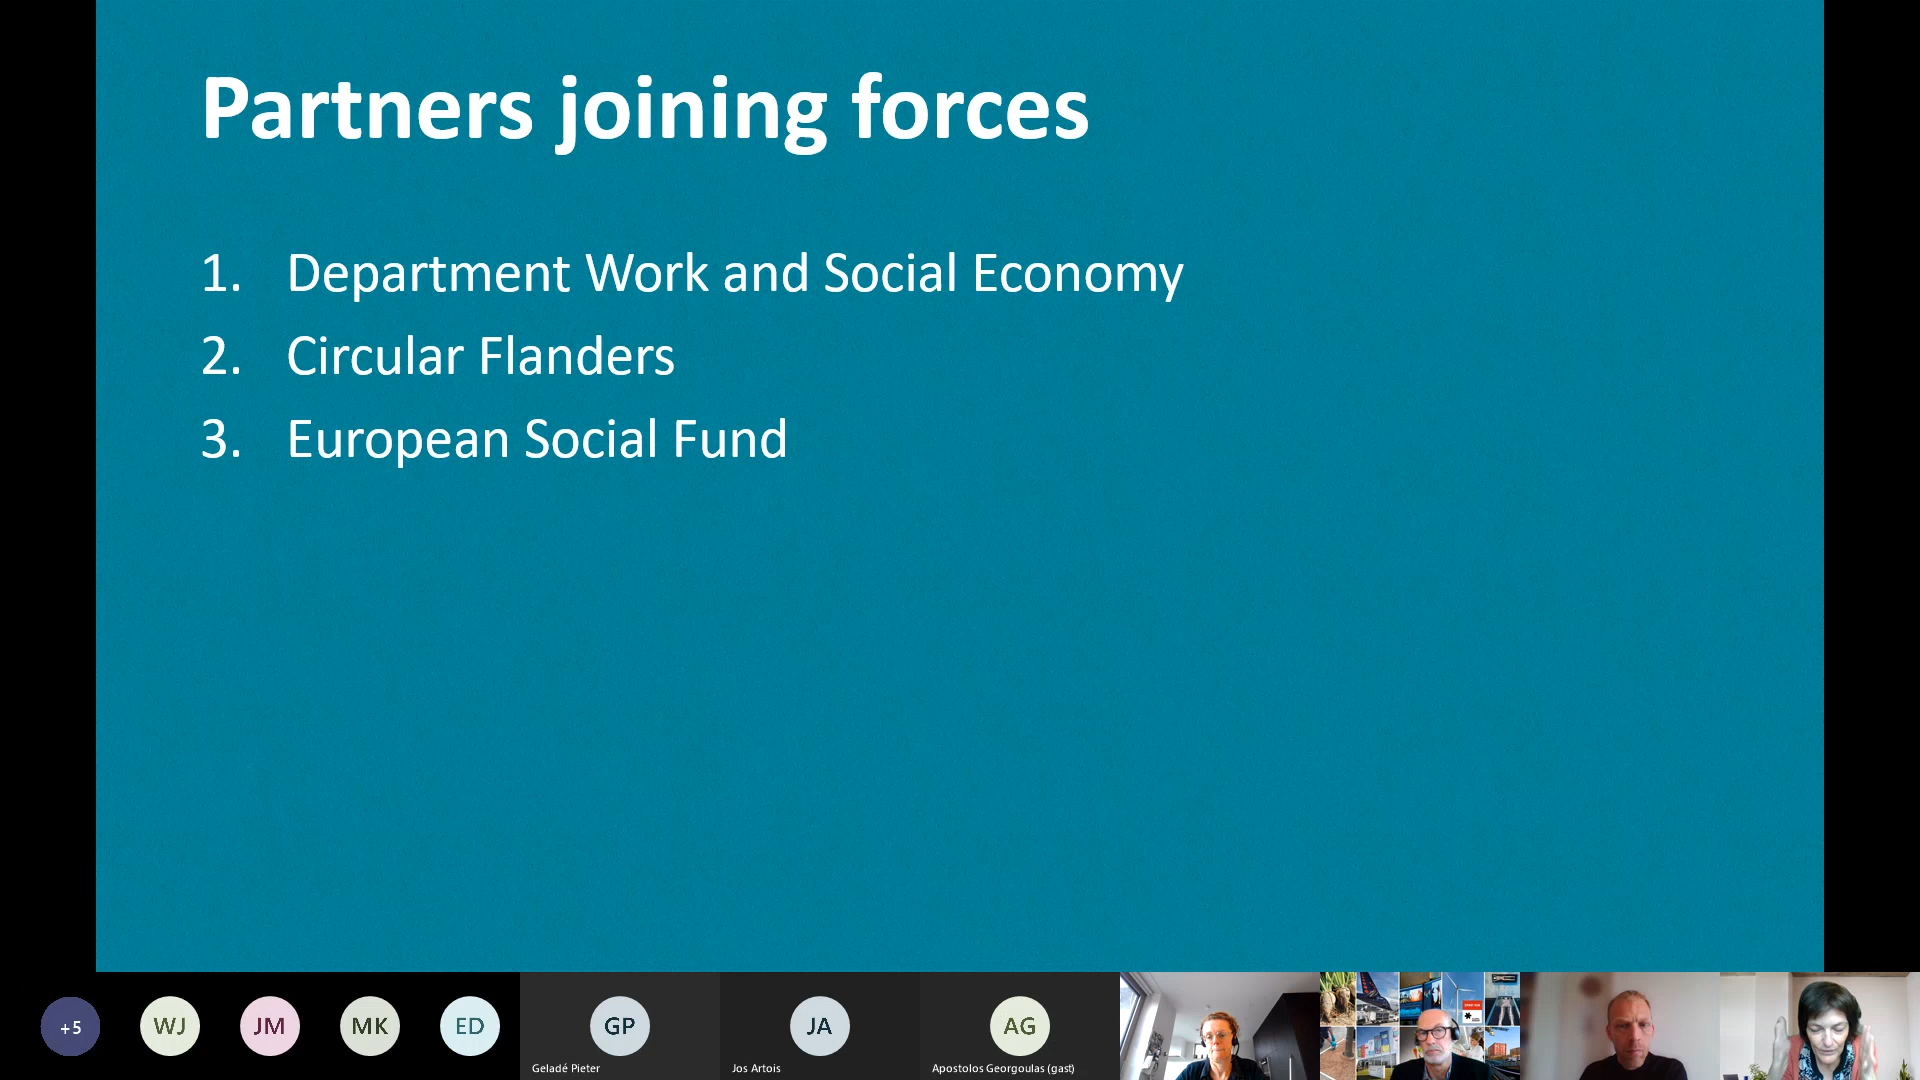 Partners joining forces
1. Department Work and Social Economy
2. Circular Flanders
3. European Social Fund
+5
WJ
JM
MK
ED
GP
JA
AG
Geladé Pieter
Jos Artois
Apostolos Georgoulas (gast)